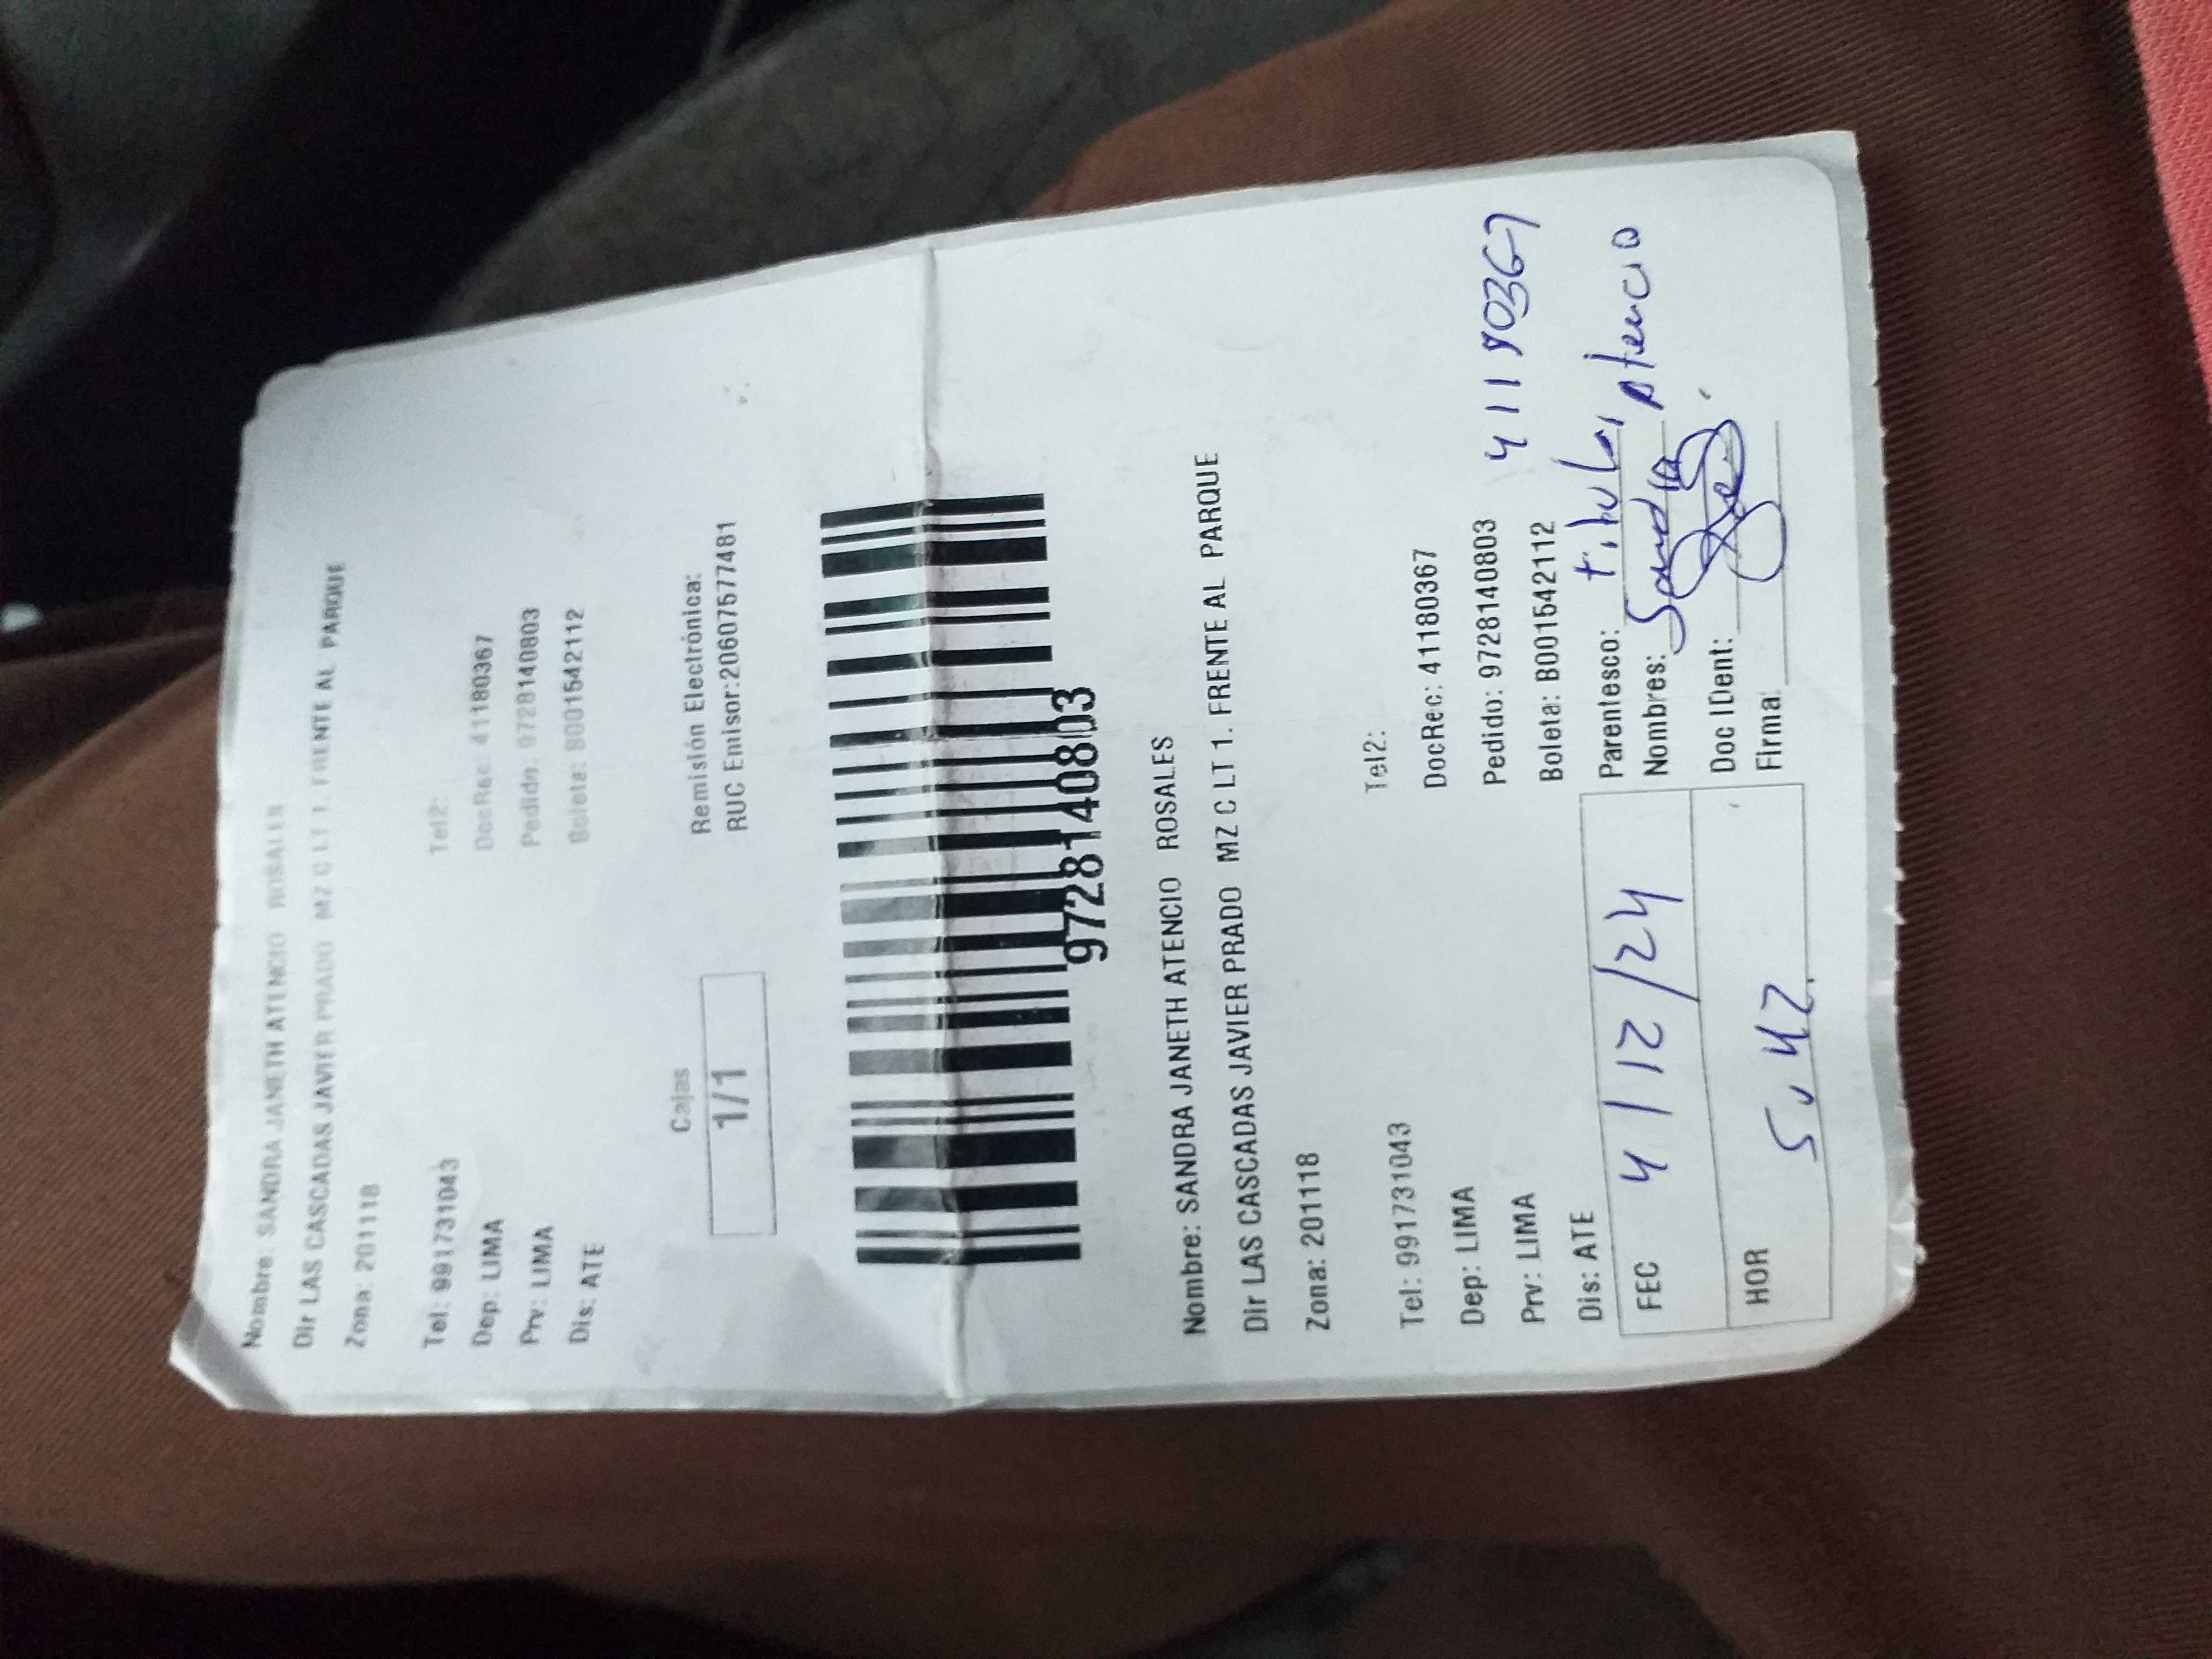 Nombre: SANDRA JANETH ATENCIO ROSALES
Dir LAS CASCADAS JAVIER PRADO MZ C LT 1. FRENTE AL PARQUE
Zona: 201118
Tel: 991731043 Tel2:
Dep: LIMA DocRec: 41180367
Prv: LIMA Pedido: 9728140803
Dis: ATE Boleta: B001542112
Cajas Remisión Electrónica:
1/1 RUC Emisor:20607577481
9728140803
Nombre: SANDRA JANETH ATENCIO ROSALES
Dir LAS CASCADAS JAVIER PRADO MZ C LT 1. FRENTE AL PARQUE
Zona: 201118
Tel: 991731043 Tel2:
Dep: LIMA DocRec: 41180367
Prv: LIMA Pedido: 9728140803 41180367
Dis: ATE Boleta: B001542112
FEC 4/12/24 Parentesco: titular
Nombres: Sandra Atencio
HOR Doc IDent:
Firma: